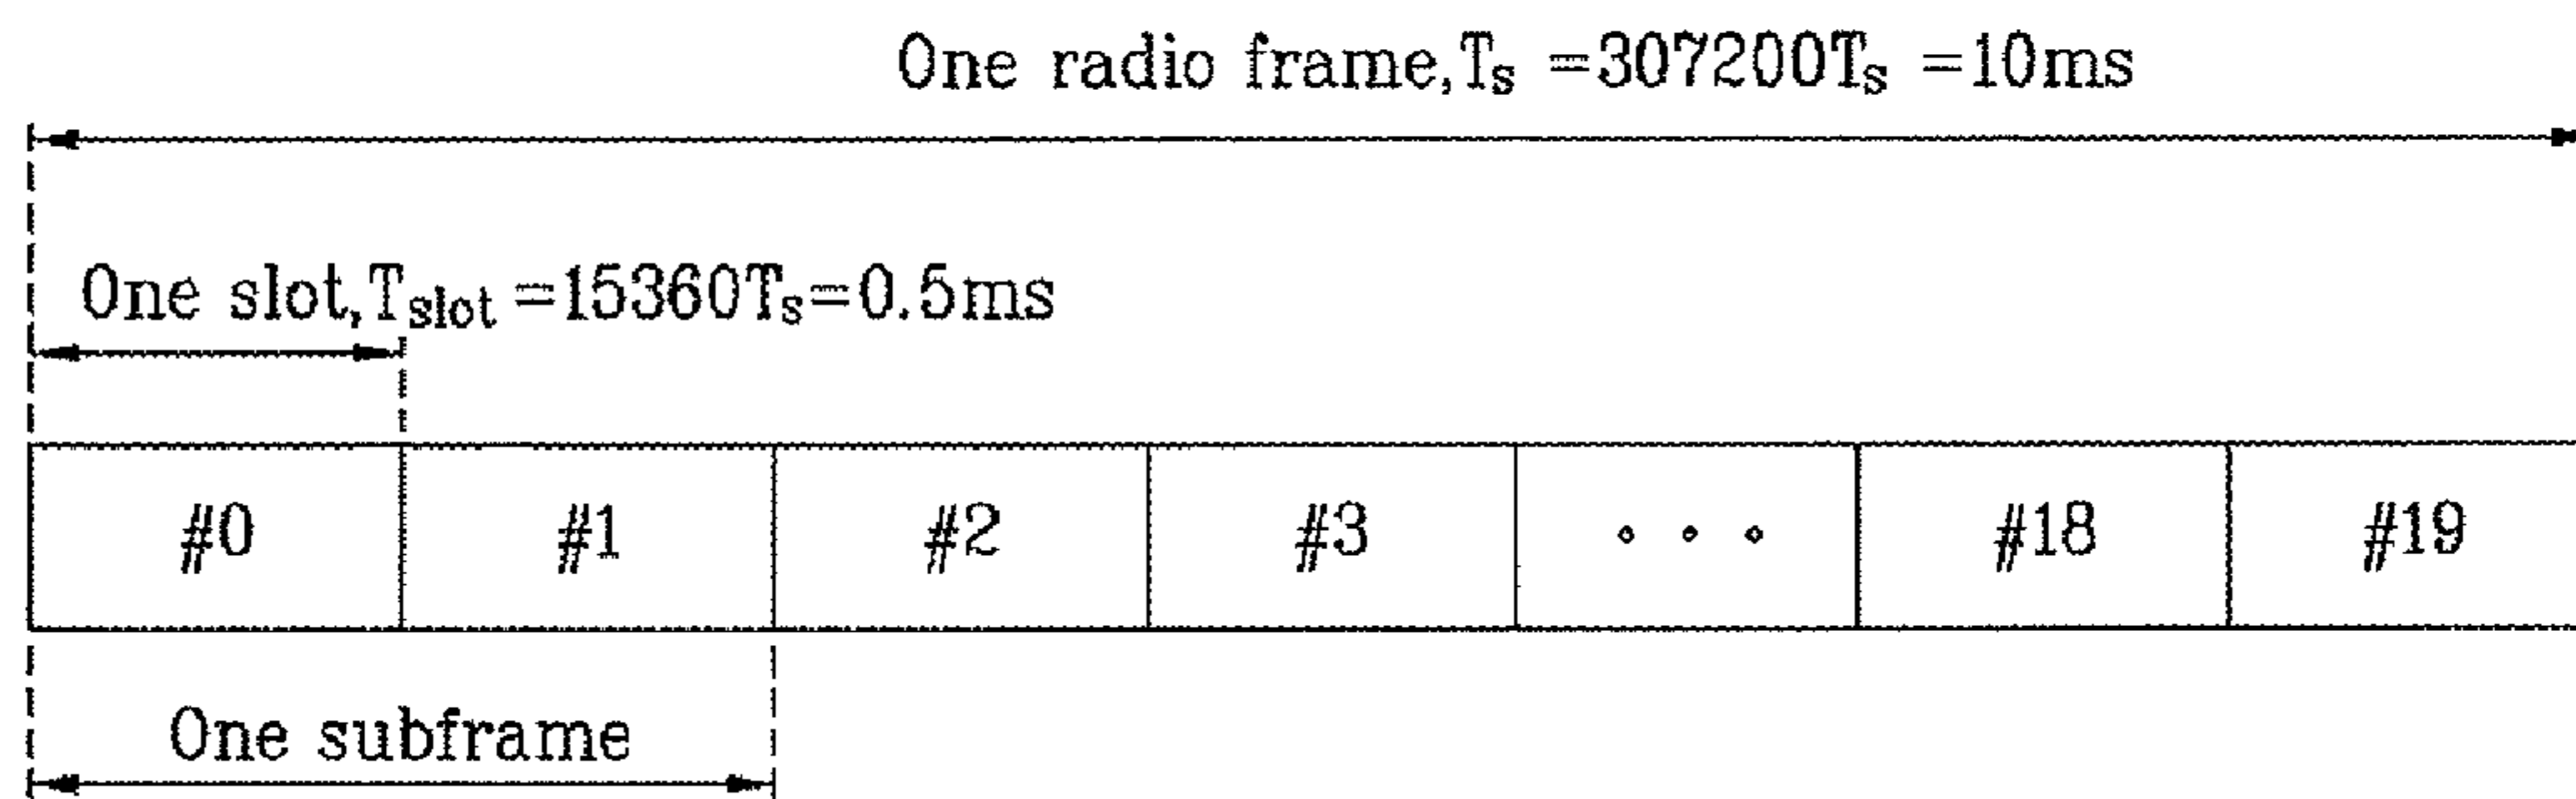 One radio frame,Ts =307200Ts =10ms
One slot,Tslot =15360Ts=0.5ms
#0 #1 #2 #3 • • • #18 #19
One subframe